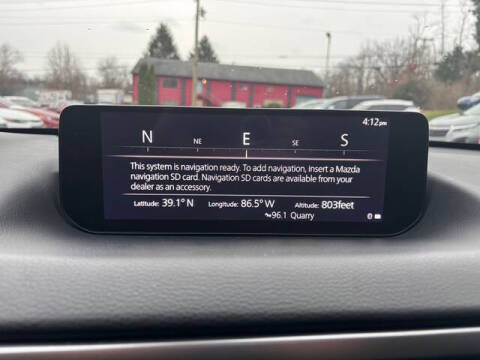 4:12pm
N NE E SE S
This system is navigation ready. To add navigation, insert a Mazda
navigation SD card. Navigation SD cards are available from your
dealer as an accessory.
Latitude: 39.1° N Longitude: 86.5° W Altitude: 803feet
96.1 Quarry